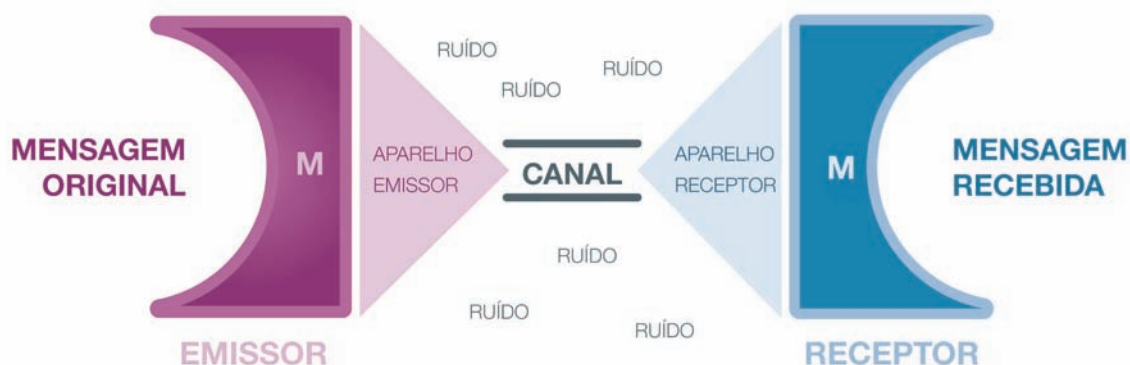 RUÍDO
RUÍDO
RUÍDO
MENSAGEM
ORIGINAL
M
APARELHO
EMISSOR
CANAL
APARELHO
RECEPTOR
M
MENSAGEM
RECEBIDA
RUÍDO
RUÍDO
RUÍDO
EMISSOR
RECEPTOR